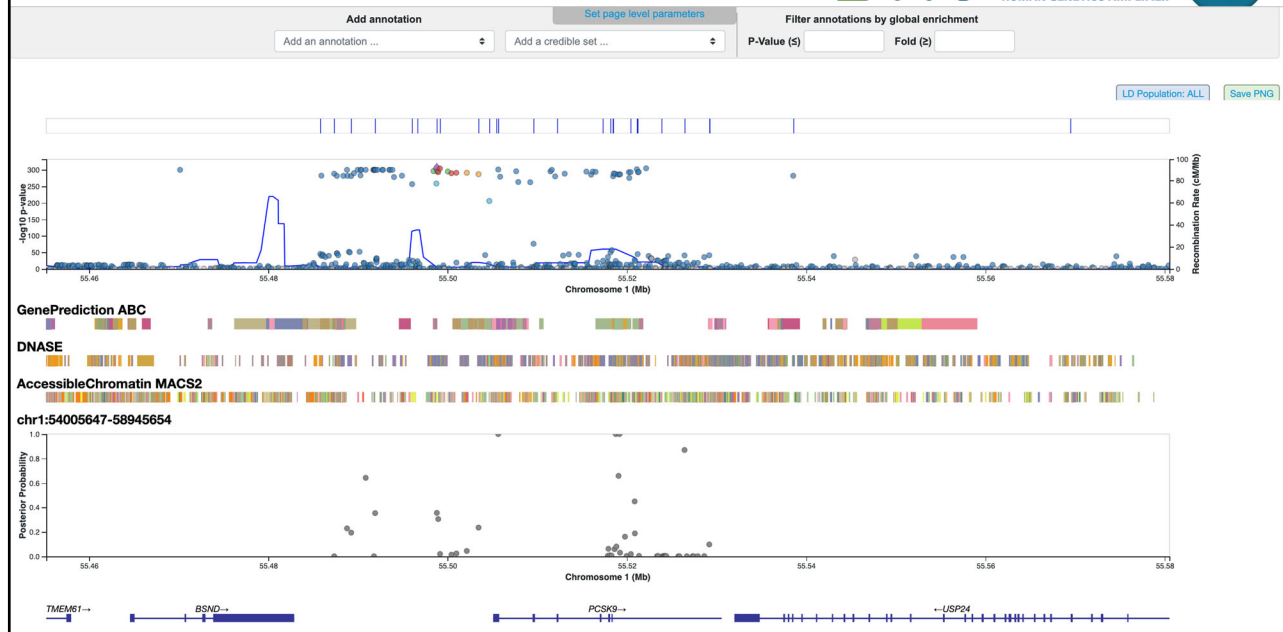 Set page level parameters
Add annotation
Filter annotations by global enrichment
Add an annotation ...
Add a credible set ...
P-Value (≤)
Fold (≥)
LD Population: ALL
Save PNG
-log10 p-value
300
250
200
150
100
50
0
100
80
60
40
20
0
Recombination Rate (cM/Mb)
55.46 55.48 55.50 55.52 55.54 55.56 55.58
Chromosome 1 (Mb)
GenePrediction ABC
DNASE
AccessibleChromatin MACS2
chr1:54005647-58945654
Posterior Probability
1.0
0.8
0.6
0.4
0.2
0.0
55.46 55.48 55.50 55.52 55.54 55.56 55.58
Chromosome 1 (Mb)
TMEM61→ BSND→ PCSK9→ ←USP24